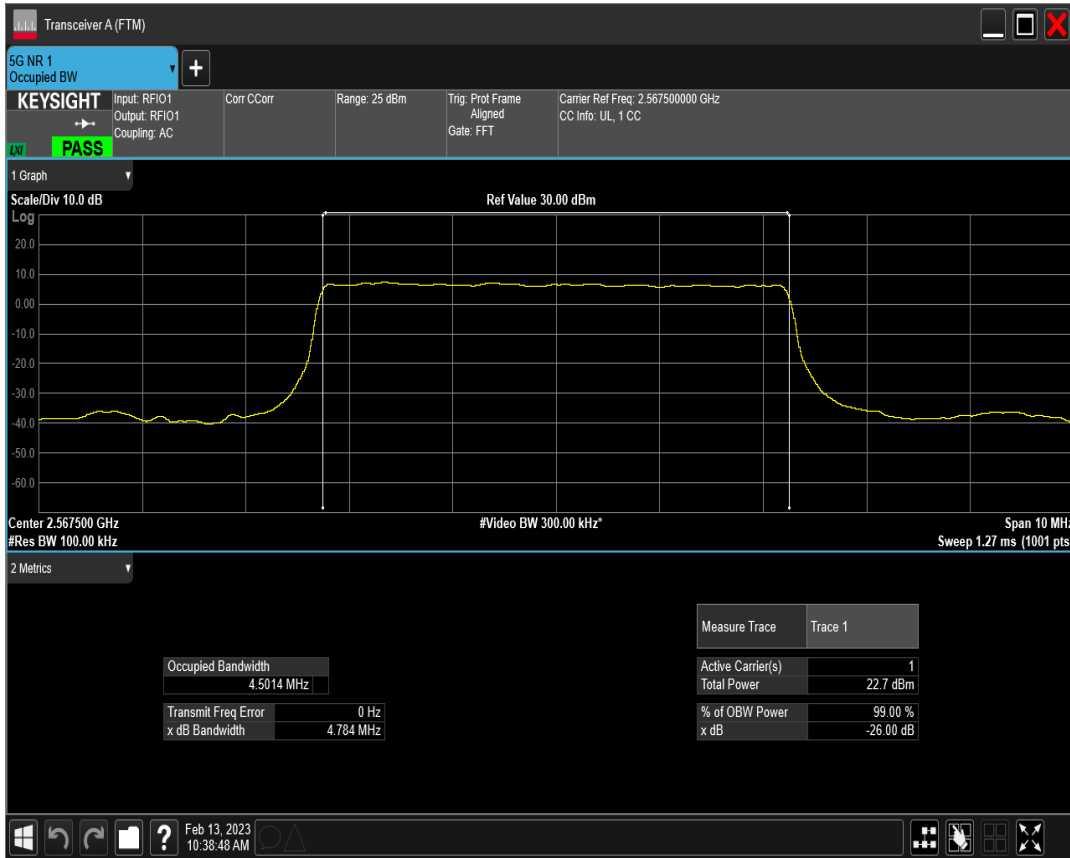 Transceiver A (FTM)
5G NR 1
Occupied BW
+
KEYSIGHT
Input: RFIO1
Output: RFIO1
Coupling: AC
LXI
PASS
Corr CCorr
Range: 25 dBm
Trig: Prot Frame
Aligned
Gate: FFT
Carrier Ref Freq: 2.567500000 GHz
CC Info: UL, 1 CC
1 Graph
Scale/Div 10.0 dB
Ref Value 30.00 dBm
Log
20.0
10.0
0.00
-10.0
-20.0
-30.0
-40.0
-50.0
-60.0
Center 2.567500 GHz
#Video BW 300.00 kHz*
Span 10 MHz
#Res BW 100.00 kHz
Sweep 1.27 ms (1001 pts
2 Metrics
Measure Trace Trace 1
Occupied Bandwidth
4.5014 MHz
Active Carrier(s) 1
Total Power 22.7 dBm
Transmit Freq Error 0 Hz
x dB Bandwidth 4.784 MHz
% of OBW Power 99.00 %
x dB -26.00 dB
?
Feb 13, 2023
10:38:48 AM